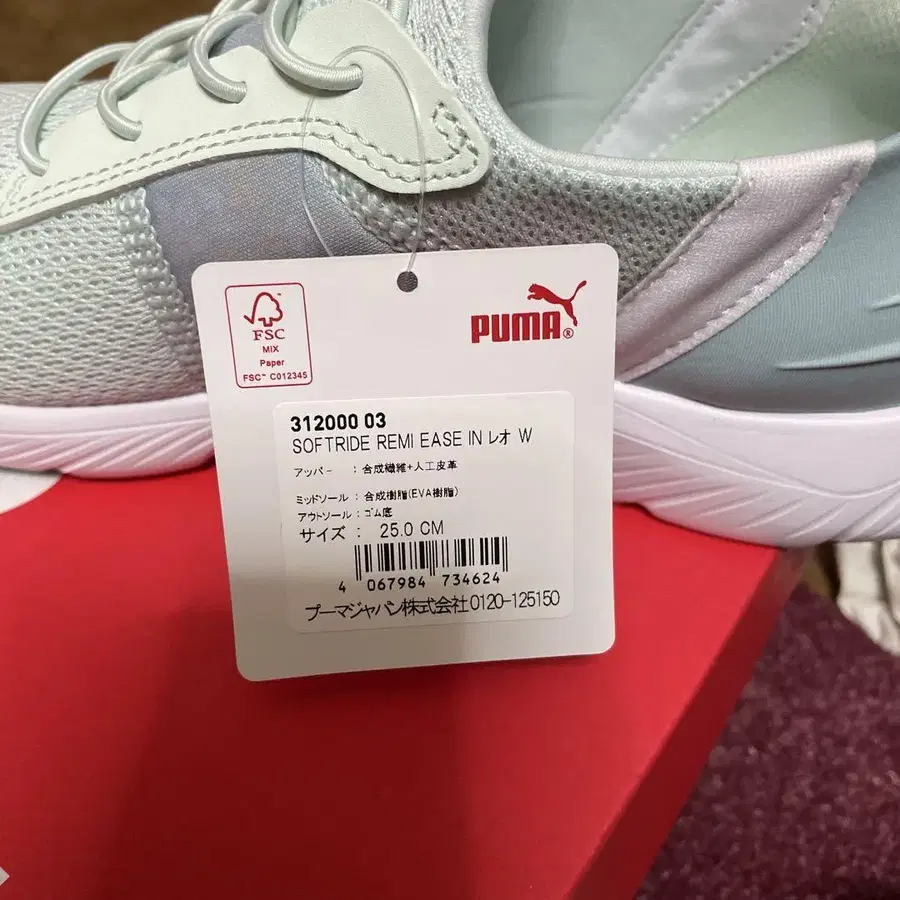 FSC
MIX
Paper
FSC™ C012345
PUMA®
312000 03
SOFTRIDE REMI EASE IN レオ W
アッパー : 合成繊維+人工皮革
ミッドソール : 合成樹脂(EVA樹脂)
アウトソール : ゴム底
サイズ : 25.0 CM
4 067984 734624
プーマジャパン株式会社 0120-125150